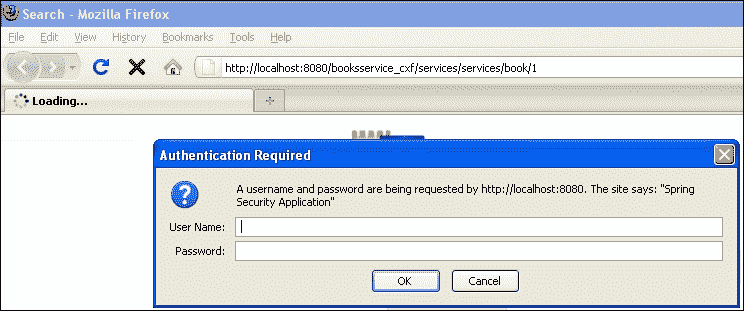 Search - Mozilla Firefox
File Edit View History Bookmarks Tools Help
http://localhost:8080/booksservice_cxf/services/services/book/1
Loading...
Authentication Required
A username and password are being requested by http://localhost:8080. The site says: "Spring
Security Application"
User Name:
Password:
OK Cancel